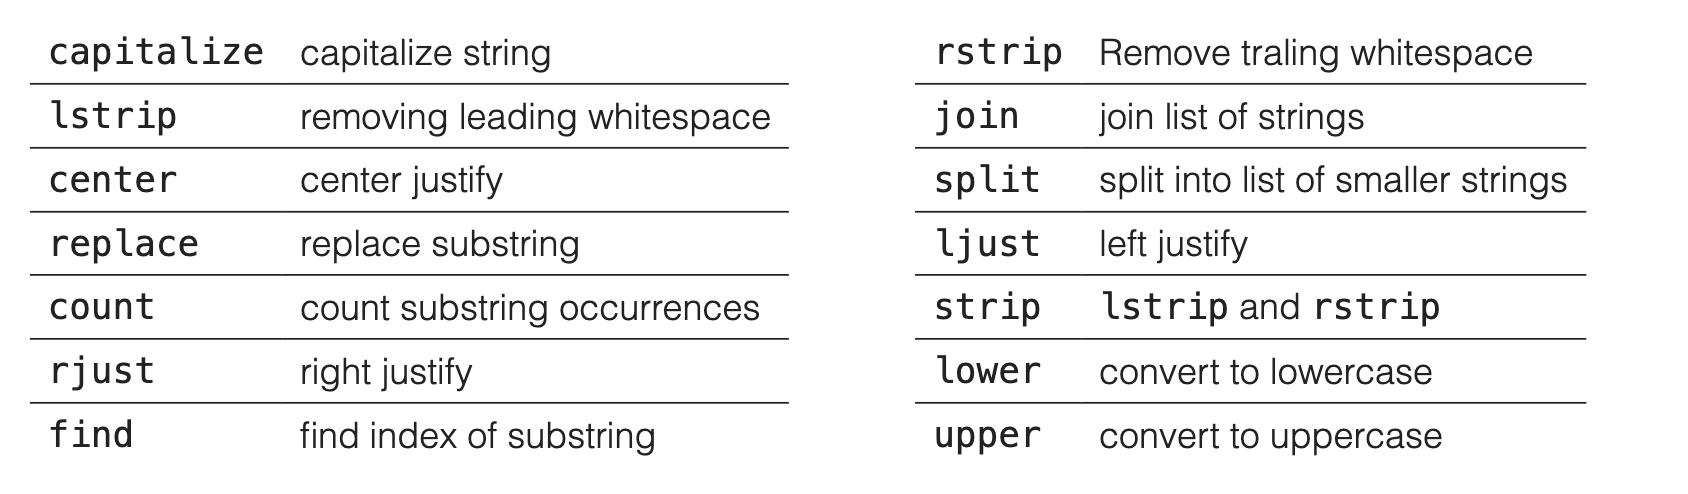 capitalize capitalize string
lstrip removing leading whitespace
center center justify
replace replace substring
count count substring occurrences
rjust right justify
find find index of substring
rstrip Remove traling whitespace
join join list of strings
split split into list of smaller strings
ljust left justify
strip lstrip and rstrip
lower convert to lowercase
upper convert to uppercase